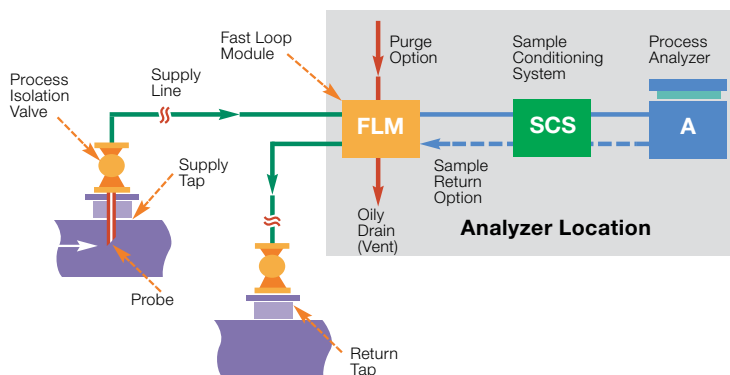 Process
Isolation
Valve
Supply
Line
Fast Loop
Module
Purge
Option
Sample
Conditioning
System
Process
Analyzer
FLM
SCS
A
Supply
Tap
Sample
Return
Option
Oily
Drain
(Vent)
Analyzer Location
Probe
Return
Tap